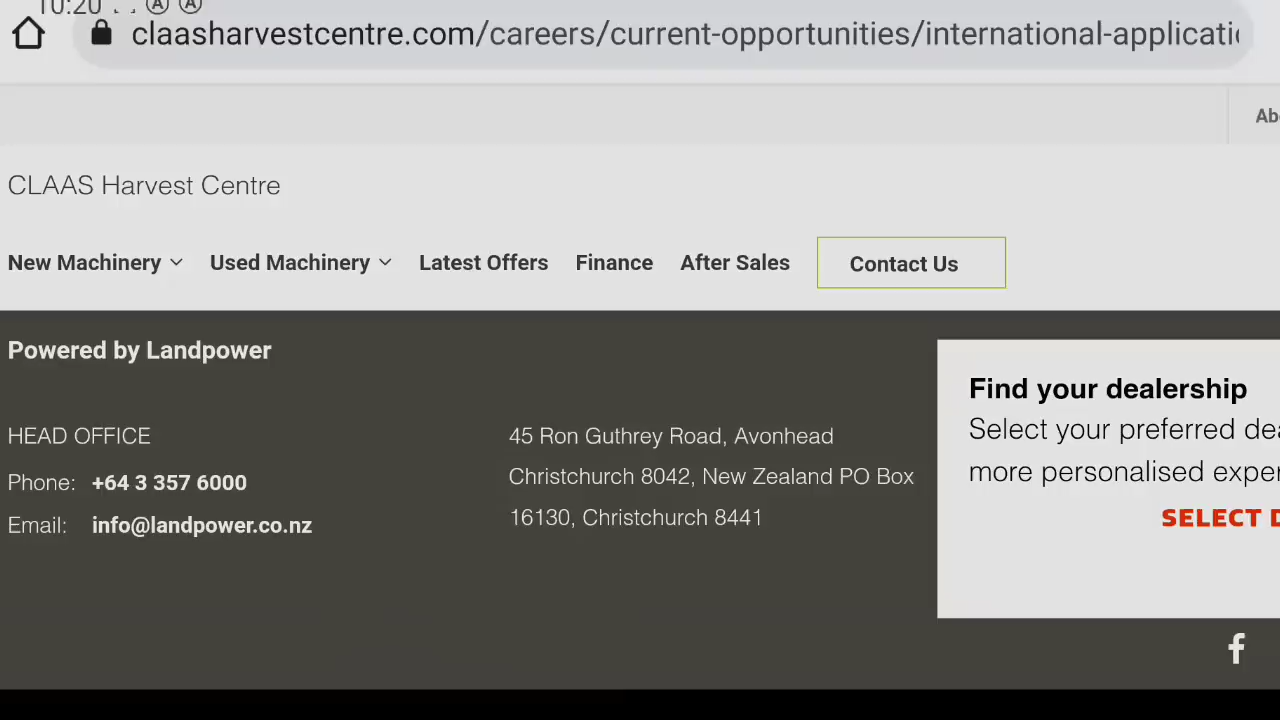 10:20
claasharvestcentre.com/careers/current-opportunities/international-applicati
CLAAS Harvest Centre
New Machinery Used Machinery Latest Offers Finance After Sales Contact Us
Powered by Landpower
HEAD OFFICE
Phone: +64 3 357 6000
Email: info@landpower.co.nz
45 Ron Guthrey Road, Avonhead
Christchurch 8042, New Zealand PO Box
16130, Christchurch 8441
Find your dealership
Select your preferred
more personalised
SELECT